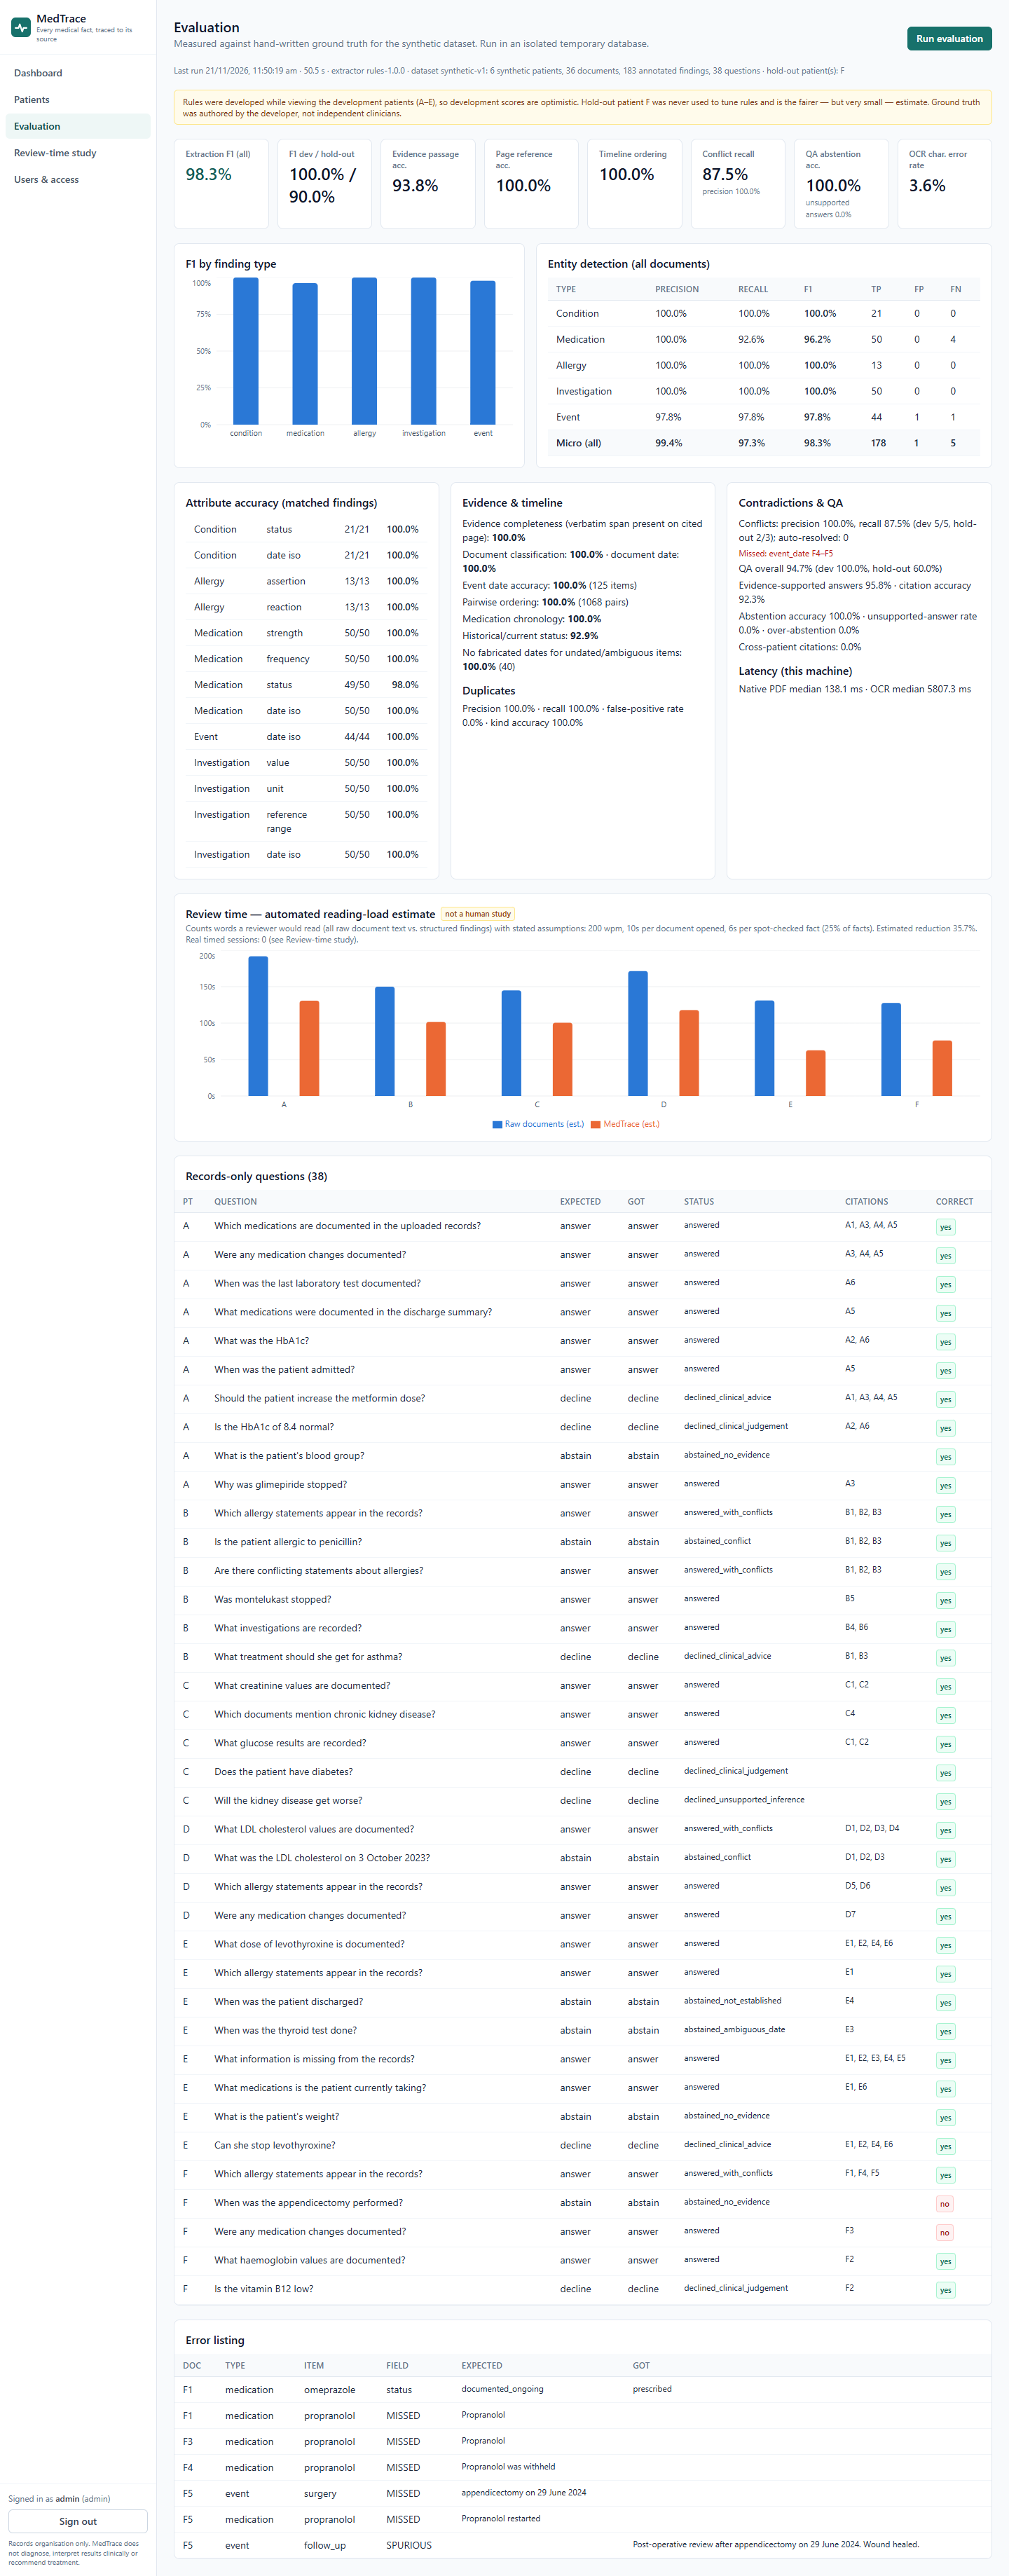 MedTrace
Every medical fact, traced to its
source
Dashboard
Patients
Evaluation
Review-time study
Users & access
Evaluation
Measured against hand-written ground truth for the synthetic dataset. Run in an isolated temporary database.
Run evaluation
Last run 21/11/2026, 11:50:19 am · 50.5 s · extractor rules-1.0.0 · dataset synthetic-v1: 6 synthetic patients, 36 documents, 183 annotated findings, 38 questions · hold-out patient(s): F
Rules were developed while viewing the development patients (A–E), so development scores are optimistic. Hold-out patient F was never used to tune rules and is the fairer — but very small — estimate. Ground truth
was authored by the developer, not independent clinicians.
Extraction F1 (all)
98.3%
F1 dev / hold-out
100.0% /
90.0%
Evidence passage
acc.
93.8%
Page reference
acc.
100.0%
Timeline ordering
100.0%
Conflict recall
87.5%
precision 100.0%
QA abstention
acc.
100.0%
unsupported
answers 0.0%
OCR char. error
rate
3.6%
F1 by finding type
100%
75%
50%
25%
0%
condition medication allergy investigation event
Entity detection (all documents)
TYPE PRECISION RECALL F1 TP FP FN
Condition 100.0% 100.0% 100.0% 21 0 0
Medication 100.0% 92.6% 96.2% 50 0 4
Allergy 100.0% 100.0% 100.0% 13 0 0
Investigation 100.0% 100.0% 100.0% 50 0 0
Event 97.8% 97.8% 97.8% 44 1 1
Micro (all) 99.4% 97.3% 98.3% 178 1 5
Attribute accuracy (matched findings)
Condition status 21/21 100.0%
Condition date iso 21/21 100.0%
Allergy assertion 13/13 100.0%
Allergy reaction 13/13 100.0%
Medication strength 50/50 100.0%
Medication frequency 50/50 100.0%
Medication status 49/50 98.0%
Medication date iso 50/50 100.0%
Event date iso 44/44 100.0%
Investigation value 50/50 100.0%
Investigation unit 50/50 100.0%
Investigation reference
range 50/50 100.0%
Investigation date iso 50/50 100.0%
Evidence & timeline
Evidence completeness (verbatim span present on cited
page): 100.0%
Document classification: 100.0% · document date:
100.0%
Event date accuracy: 100.0% (125 items)
Pairwise ordering: 100.0% (1068 pairs)
Medication chronology: 100.0%
Historical/current status: 92.9%
No fabricated dates for undated/ambiguous items:
100.0% (40)
Duplicates
Precision 100.0% · recall 100.0% · false-positive rate
0.0% · kind accuracy 100.0%
Contradictions & QA
Conflicts: precision 100.0%, recall 87.5% (dev 5/5, hold-
out 2/3); auto-resolved: 0
Missed: event_date F4–F5
QA overall 94.7% (dev 100.0%, hold-out 60.0%)
Evidence-supported answers 95.8% · citation accuracy
92.3%
Abstention accuracy 100.0% · unsupported-answer rate
0.0% · over-abstention 0.0%
Cross-patient citations: 0.0%
Latency (this machine)
Native PDF median 138.1 ms · OCR median 5807.3 ms
Review time — automated reading-load estimate not a human study
Counts words a reviewer would read (all raw document text vs. structured findings) with stated assumptions: 200 wpm, 10s per document opened, 6s per spot-checked fact (25% of facts). Estimated reduction 35.7%.
Real timed sessions: 0 (see Review-time study).
200s
150s
100s
50s
0s
A B C D E F
Raw documents (est.) MedTrace (est.)
Records-only questions (38)
PT QUESTION EXPECTED GOT STATUS CITATIONS CORRECT
A Which medications are documented in the uploaded records? answer answer answered A1, A3, A4, A5 yes
A Were any medication changes documented? answer answer answered A3, A4, A5 yes
A When was the last laboratory test documented? answer answer answered A6 yes
A What medications were documented in the discharge summary? answer answer answered A5 yes
A What was the HbA1c? answer answer answered A2, A6 yes
A When was the patient admitted? answer answer answered A5 yes
A Should the patient increase the metformin dose? decline decline declined_clinical_advice A1, A3, A4, A5 yes
A Is the HbA1c of 8.4 normal? decline decline declined_clinical_judgement A2, A6 yes
A What is the patient's blood group? abstain abstain abstained_no_evidence yes
A Why was glimepiride stopped? answer answer answered A3 yes
B Which allergy statements appear in the records? answer answer answered_with_conflicts B1, B2, B3 yes
B Is the patient allergic to penicillin? abstain abstain abstained_conflict B1, B2, B3 yes
B Are there conflicting statements about allergies? answer answer answered_with_conflicts B1, B2, B3 yes
B Was montelukast stopped? answer answer answered B5 yes
B What investigations are recorded? answer answer answered B4, B6 yes
B What treatment should she get for asthma? decline decline declined_clinical_advice B1, B3 yes
C What creatinine values are documented? answer answer answered C1, C2 yes
C Which documents mention chronic kidney disease? answer answer answered C4 yes
C What glucose results are recorded? answer answer answered C1, C2 yes
C Does the patient have diabetes? decline decline declined_clinical_judgement yes
C Will the kidney disease get worse? decline decline declined_unsupported_inference yes
D What LDL cholesterol values are documented? answer answer answered_with_conflicts D1, D2, D3, D4 yes
D What was the LDL cholesterol on 3 October 2023? abstain abstain abstained_conflict D1, D2, D3 yes
D Which allergy statements appear in the records? answer answer answered D5, D6 yes
D Were any medication changes documented? answer answer answered D7 yes
E What dose of levothyroxine is documented? answer answer answered E1, E2, E4, E6 yes
E Which allergy statements appear in the records? answer answer answered E1 yes
E When was the patient discharged? abstain abstain abstained_not_established E4 yes
E When was the thyroid test done? abstain abstain abstained_ambiguous_date E3 yes
E What information is missing from the records? answer answer answered E1, E2, E3, E4, E5 yes
E What medications is the patient currently taking? answer answer answered E1, E6 yes
E What is the patient's weight? abstain abstain abstained_no_evidence yes
E Can she stop levothyroxine? decline decline declined_clinical_advice E1, E2, E4, E6 yes
F Which allergy statements appear in the records? answer answer answered_with_conflicts F1, F4, F5 yes
F When was the appendicectomy performed? abstain abstain abstained_no_evidence no
F Were any medication changes documented? answer answer answered F3 no
F What haemoglobin values are documented? answer answer answered F2 yes
F Is the vitamin B12 low? decline decline declined_clinical_judgement F2 yes
Error listing
DOC TYPE ITEM FIELD EXPECTED GOT
F1 medication omeprazole status documented_ongoing prescribed
F1 medication propranolol MISSED Propranolol
F3 medication propranolol MISSED Propranolol
F4 medication propranolol MISSED Propranolol was withheld
F5 event surgery MISSED appendicectomy on 29 June 2024
F5 medication propranolol MISSED Propranolol restarted
F5 event follow_up SPURIOUS Post-operative review after appendicectomy on 29 June 2024. Wound healed.
Signed in as admin (admin)
Sign out
Records organisation only. MedTrace does
not diagnose, interpret results clinically or
recommend treatment.